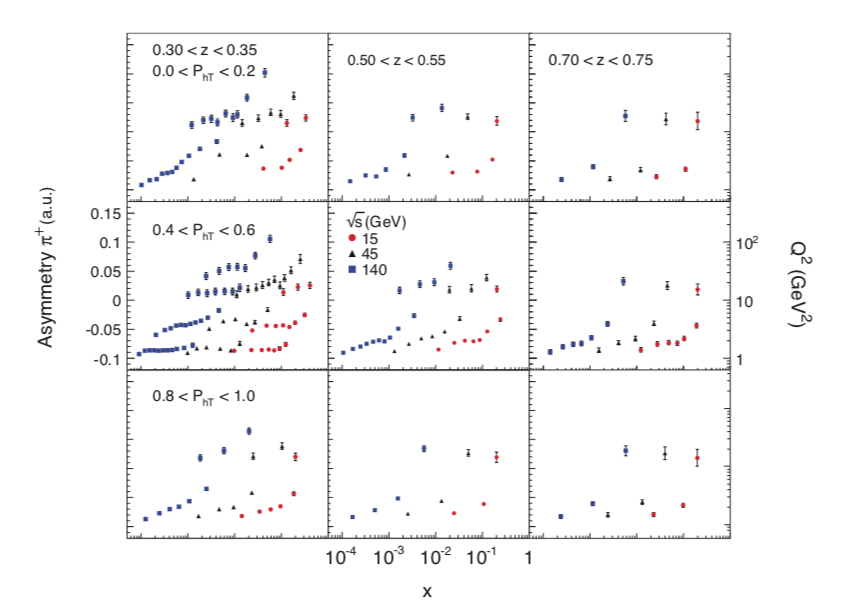 0.30 < z < 0.35
0.0 < P_hT < 0.2
0.50 < z < 0.55
0.70 < z < 0.75
Asymmetry π⁺ (a.u.)
0.15
0.1
0.05
0
-0.05
-0.1
0.4 < P_hT < 0.6
√s (GeV)
15
45
140
10²
10
1
Q² (GeV²)
0.8 < P_hT < 1.0
10⁻⁴ 10⁻³ 10⁻² 10⁻¹ 1
x